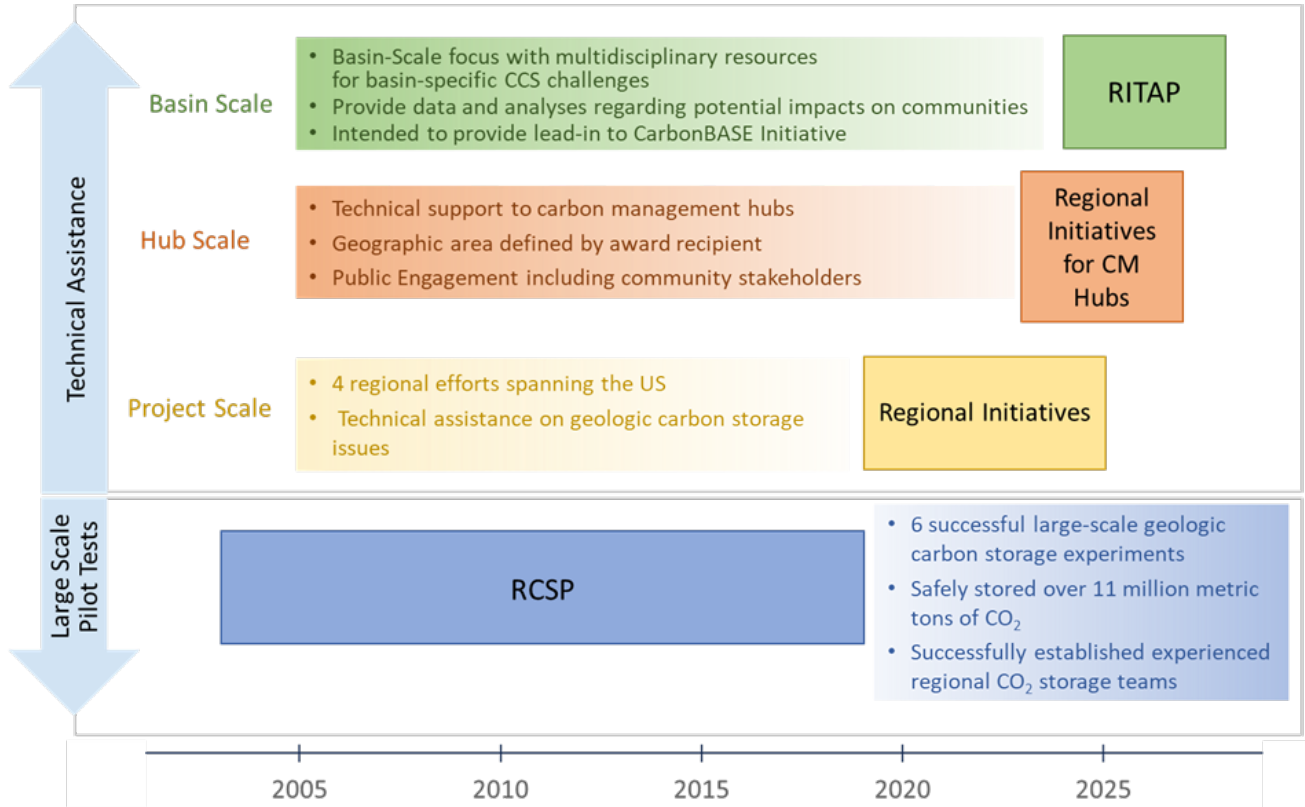 Technical Assistance
Basin Scale
• Basin-Scale focus with multidisciplinary resources
for basin-specific CCS challenges
• Provide data and analyses regarding potential impacts on communities
• Intended to provide lead-in to CarbonBASE Initiative
RITAP
Hub Scale
• Technical support to carbon management hubs
• Geographic area defined by award recipient
• Public Engagement including community stakeholders
Regional
Initiatives
for CM
Hubs
Project Scale
• 4 regional efforts spanning the US
• Technical assistance on geologic carbon storage
issues
Regional Initiatives
Large Scale
Pilot Tests
RCSP
• 6 successful large-scale geologic
carbon storage experiments
• Safely stored over 11 million metric
tons of CO₂
• Successfully established experienced
regional CO₂ storage teams
2005 2010 2015 2020 2025